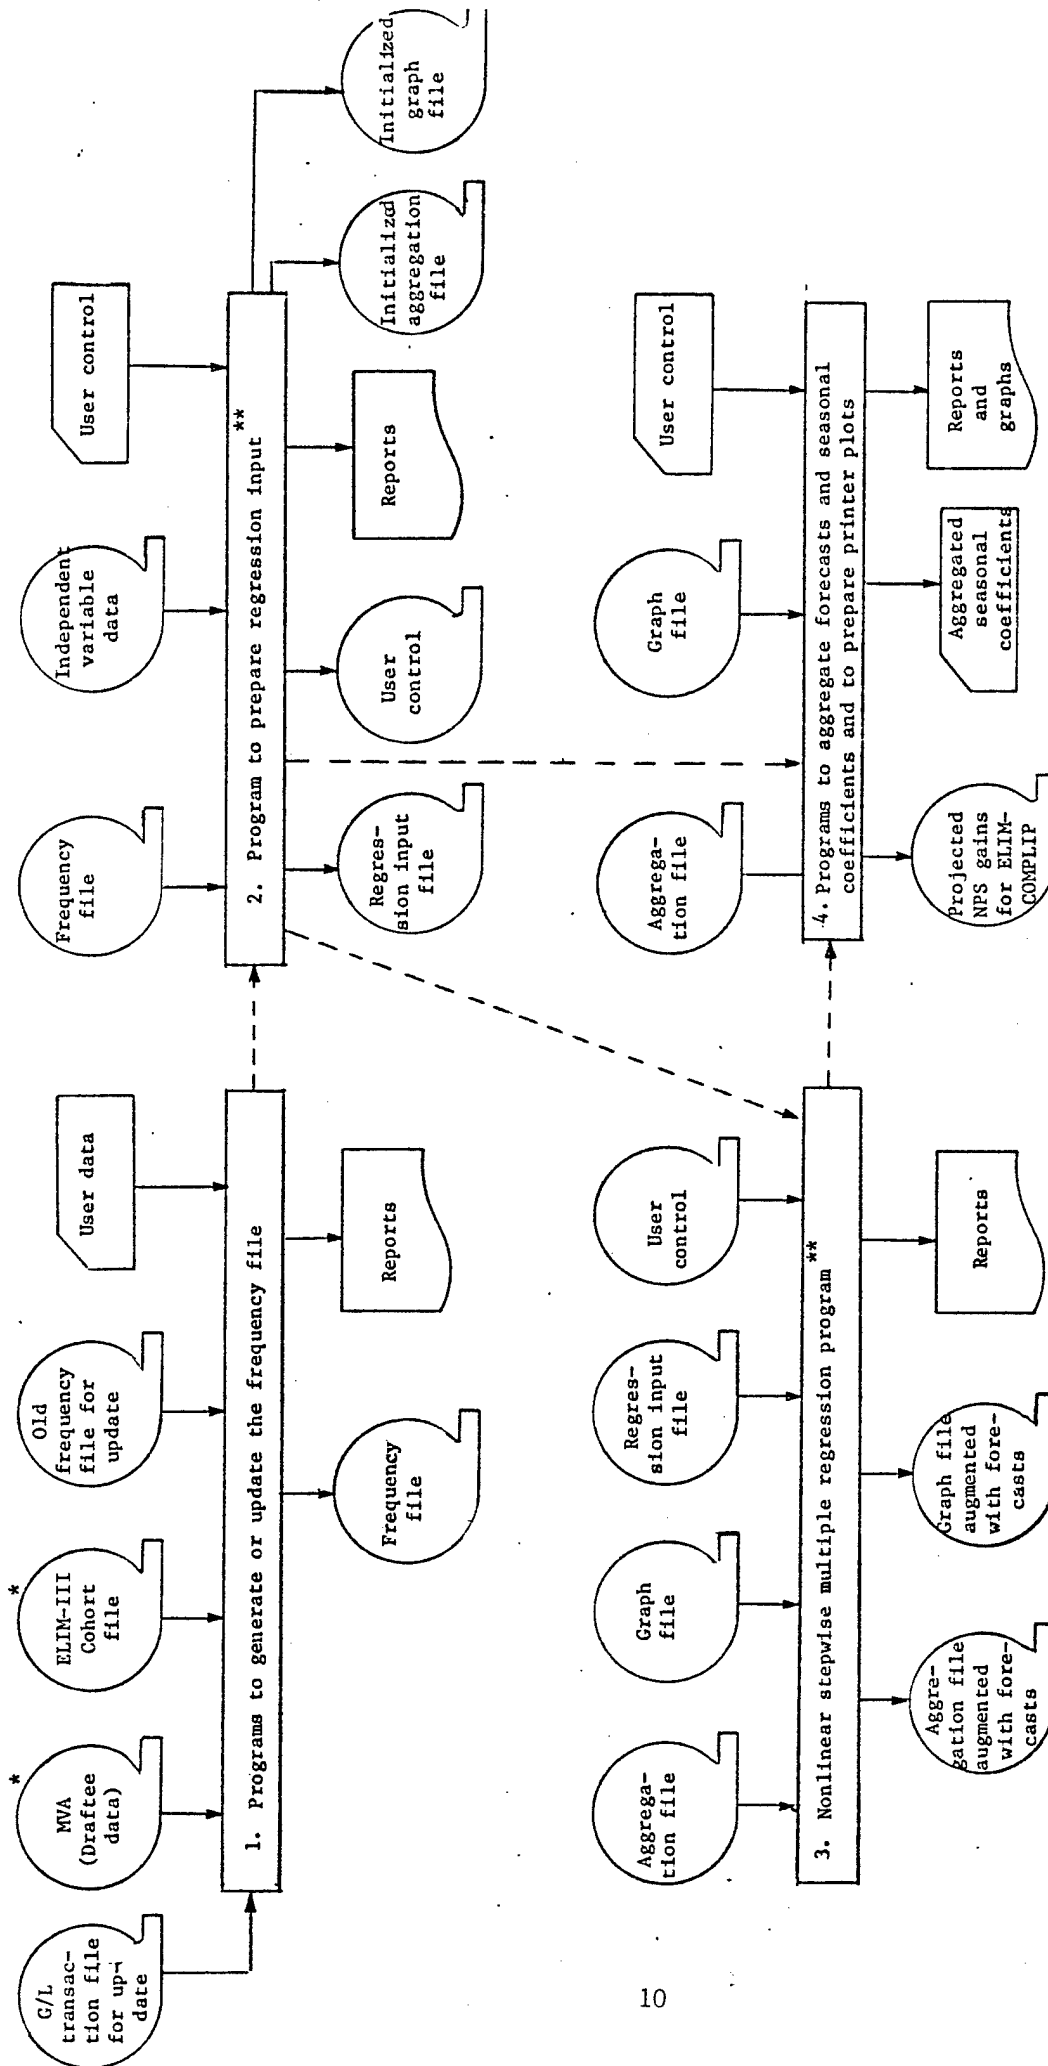 G/L
transac-
tion file
for up-
date
*
MVA
(Draftee
data)
*
ELIM-III
Cohort
file
Old
frequency
file for
update
User data
1. Programs to generate or update the frequency file
Frequency
file
Reports
Frequency
file
Independent
variable
data
User control
2. Program to prepare regression input**
Regres-
sion input
file
User
control
Reports
Initialized
aggregation
file
Initialized
graph
file
Aggrega-
tion file
Graph
file
Regres-
sion input
file
User
control
3. Nonlinear stepwise multiple regression program**
Aggre-
gation file
augmented
with fore-
casts
Graph file
augmented
with fore-
casts
Reports
Aggrega-
tion file
Graph
file
User control
4. Programs to aggregate forecasts and seasonal
coefficients and to prepare printer plots
Projected
NPS gains
for ELIM-
COMPLIP
Aggregated
seasonal
coefficients
Reports
and
graphs
10